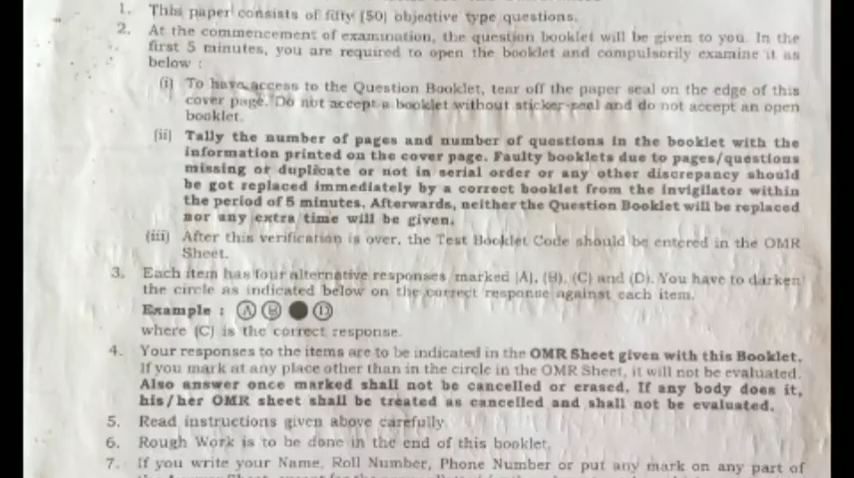 1. This paper consists of fifty (50) objective type questions.
2. At the commencement of examination, the question booklet will be given to you. In the
first 5 minutes, you are required to open the booklet and compulsorily examine it as
below :
(i) To have access to the Question Booklet, tear off the paper seal on the edge of this
cover page. Do not accept a booklet without sticker-seal and do not accept an open
booklet.
(ii) Tally the number of pages and number of questions in the booklet with the
information printed on the cover page. Faulty booklets due to pages/questions
missing or duplicate or not in serial order or any other discrepancy should
be got replaced immediately by a correct booklet from the invigilator within
the period of 5 minutes. Afterwards, neither the Question Booklet will be replaced
nor any extra time will be given.
(iii) After this verification is over, the Test Booklet Code should be entered in the OMR
Sheet.
3. Each item has four alternative responses marked (A), (B), (C) and (D). You have to darken
the circle as indicated below on the correct response against each item.
Example : A B D
where (C) is the correct response.
4. Your responses to the items are to be indicated in the OMR Sheet given with this Booklet.
If you mark at any place other than in the circle in the OMR Sheet, it will not be evaluated.
Also answer once marked shall not be cancelled or erased. If any body does it,
his/her OMR sheet shall be treated as cancelled and shall not be evaluated.
5. Read instructions given above carefully.
6. Rough Work is to be done in the end of this booklet.
7. If you write your Name, Roll Number, Phone Number or put any mark on any part of